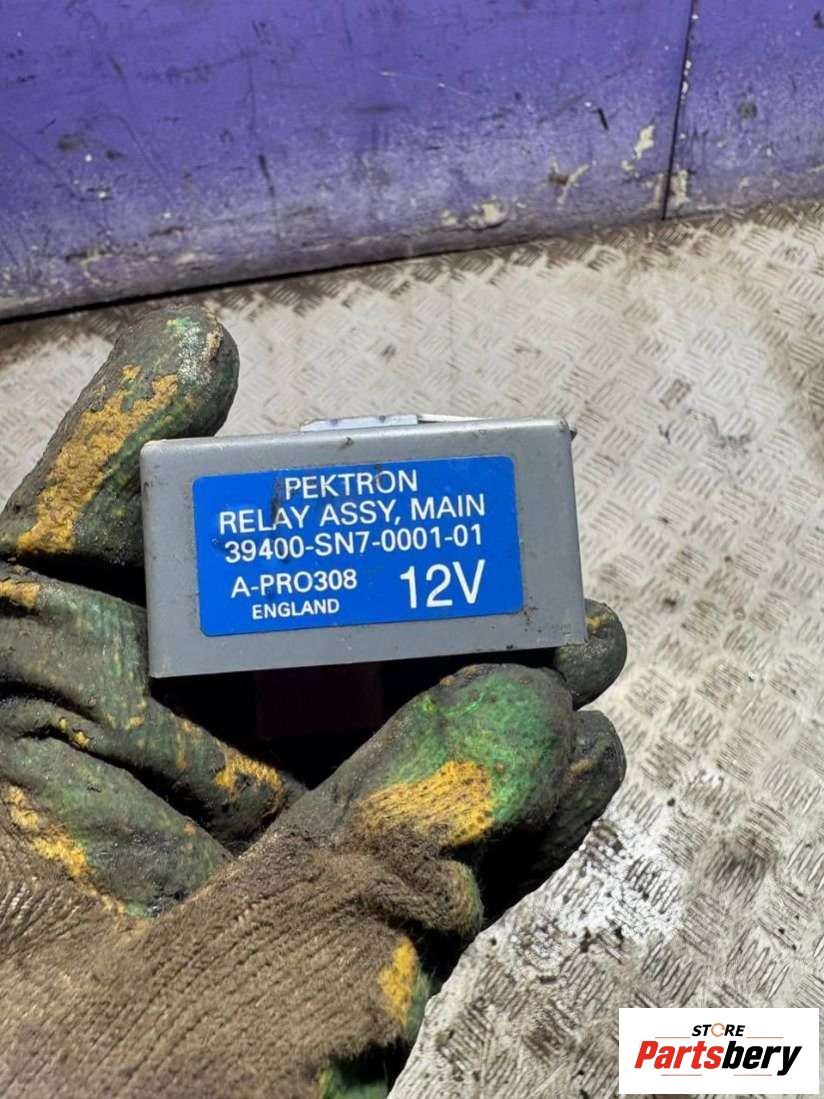 PEKTRON
RELAY ASSY, MAIN
39400-SN7-0001-01
A-PRO308 12V
ENGLAND
STORE
Partsbery